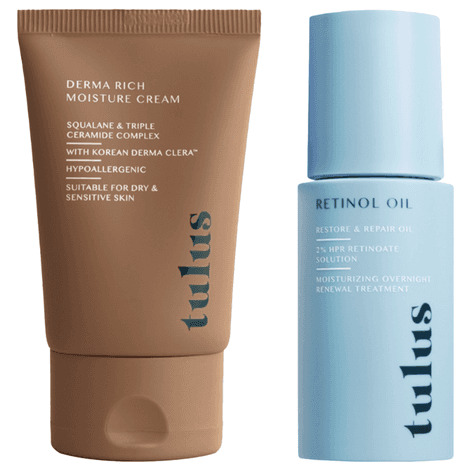 DERMA RICH
MOISTURE CREAM
SQUALANE & TRIPLE
CERAMIDE COMPLEX
WITH KOREAN DERMA CLERA™
HYPOALLERGENIC
SUITABLE FOR DRY &
SENSITIVE SKIN
tulus
RETINOL OIL
RESTORE & REPAIR OIL
2% HPR RETINOATE
SOLUTION
MOISTURIZING OVERNIGHT
RENEWAL TREATMENT
tulus